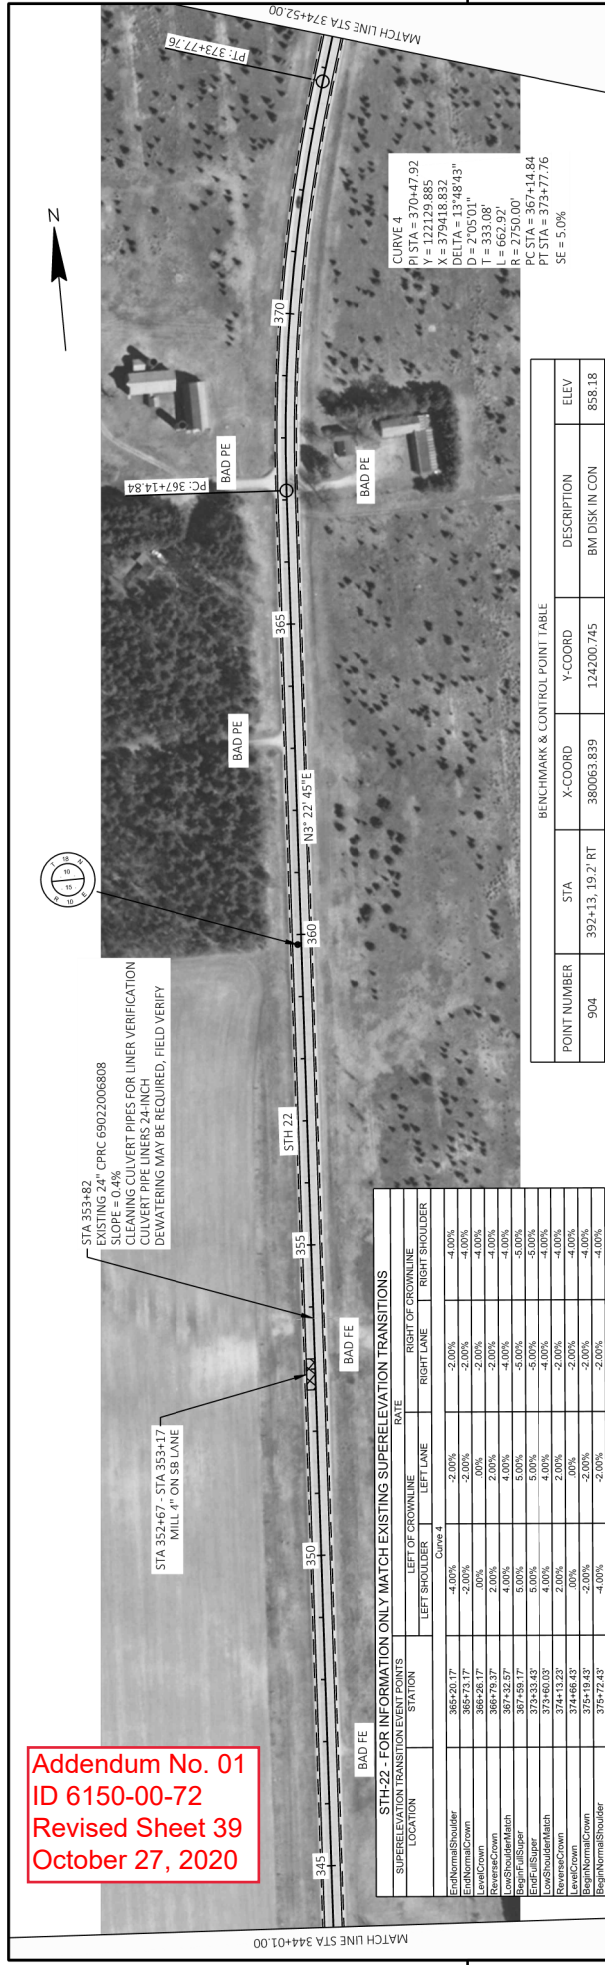 Addendum No. 01
ID 6150-00-72
Revised Sheet 39
October 27, 2020
MATCH LINE STA 344+01.00
MATCH LINE STA 374+52.00
N
345
350
355
360
365
370
STH 22
N3° 22' 45"E
BAD FE
BAD FE
BAD PE
BAD PE
BAD PE
PC: 367+14.84
PT: 373+77.76
STA 352+67 - STA 353+17
MILL 4" ON SB LANE
STA 353+82
EXISTING 24" CPRC 69022006808
SLOPE = 0.4%
CLEANING CULVERT PIPES FOR LINER VERIFICATION
CULVERT PIPE LINERS 24-INCH
DEWATERING MAY BE REQUIRED, FIELD VERIFY
T 18 N
10
15
R 10 E
CURVE 4
PI STA = 370+47.92
Y = 122129.885
X = 379418.832
DELTA = 13°48'43"
D = 2°05'01"
T = 333.08'
L = 662.92'
R = 2750.00'
PC STA = 367+14.84
PT STA = 373+77.76
SE = 5.0%
STH-22 - FOR INFORMATION ONLY MATCH EXISTING SUPERELEVATION TRANSITIONS
SUPERELEVATION TRANSITION EVENT POINTS RATE
LOCATION STATION LEFT OF CROWNLINE RIGHT OF CROWNLINE
LEFT SHOULDER LEFT LANE RIGHT LANE RIGHT SHOULDER
Curve 4
EndNormalShoulder 365+20.17' -4.00% -2.00% -2.00% -4.00%
EndNormalCrown 365+73.17' -2.00% -2.00% -2.00% -4.00%
LevelCrown 366+26.17' .00% .00% -2.00% -4.00%
ReverseCrown 366+79.37' 2.00% 2.00% -2.00% -4.00%
LowShoulderMatch 367+32.57' 4.00% 4.00% -4.00% -4.00%
BeginFullSuper 367+59.17' 5.00% 5.00% -5.00% -5.00%
EndFullSuper 373+33.43' 5.00% 5.00% -5.00% -5.00%
LowShoulderMatch 373+60.03' 4.00% 4.00% -4.00% -4.00%
ReverseCrown 374+13.23' 2.00% 2.00% -2.00% -4.00%
LevelCrown 374+66.43' .00% .00% -2.00% -4.00%
BeginNormalCrown 375+19.43' -2.00% -2.00% -2.00% -4.00%
BeginNormalShoulder 375+72.43' -4.00% -2.00% -2.00% -4.00%
BENCHMARK & CONTROL POINT TABLE
POINT NUMBER STA X-COORD Y-COORD DESCRIPTION ELEV
904 392+13, 19.2' RT 380063.839 124200.745 BM DISK IN CON 858.18